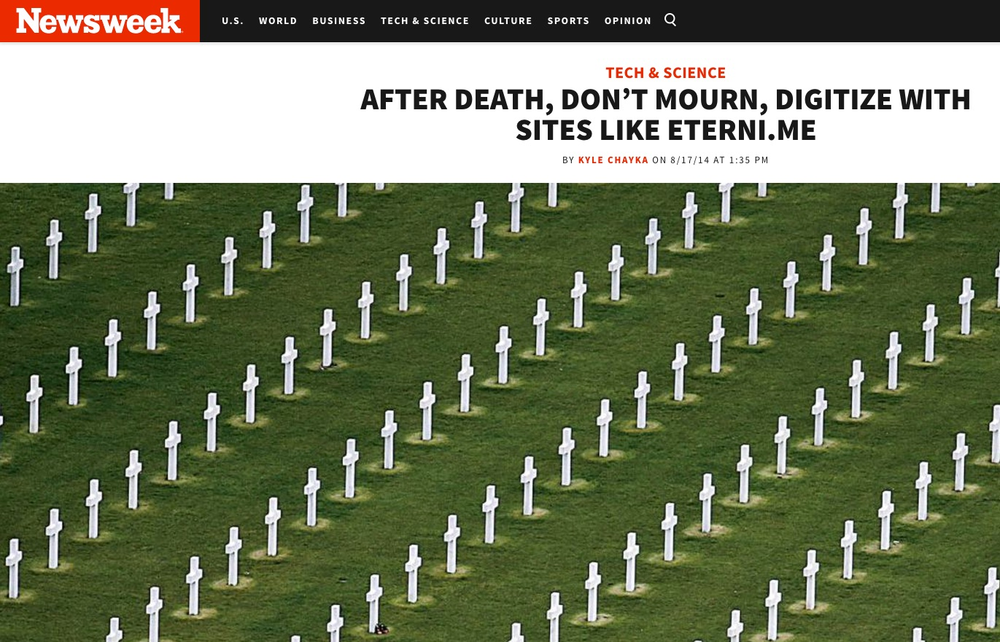 Newsweek
U.S. WORLD BUSINESS TECH & SCIENCE CULTURE SPORTS OPINION
TECH & SCIENCE
AFTER DEATH, DON’T MOURN, DIGITIZE WITH
SITES LIKE ETERNI.ME
BY KYLE CHAYKA ON 8/17/14 AT 1:35 PM